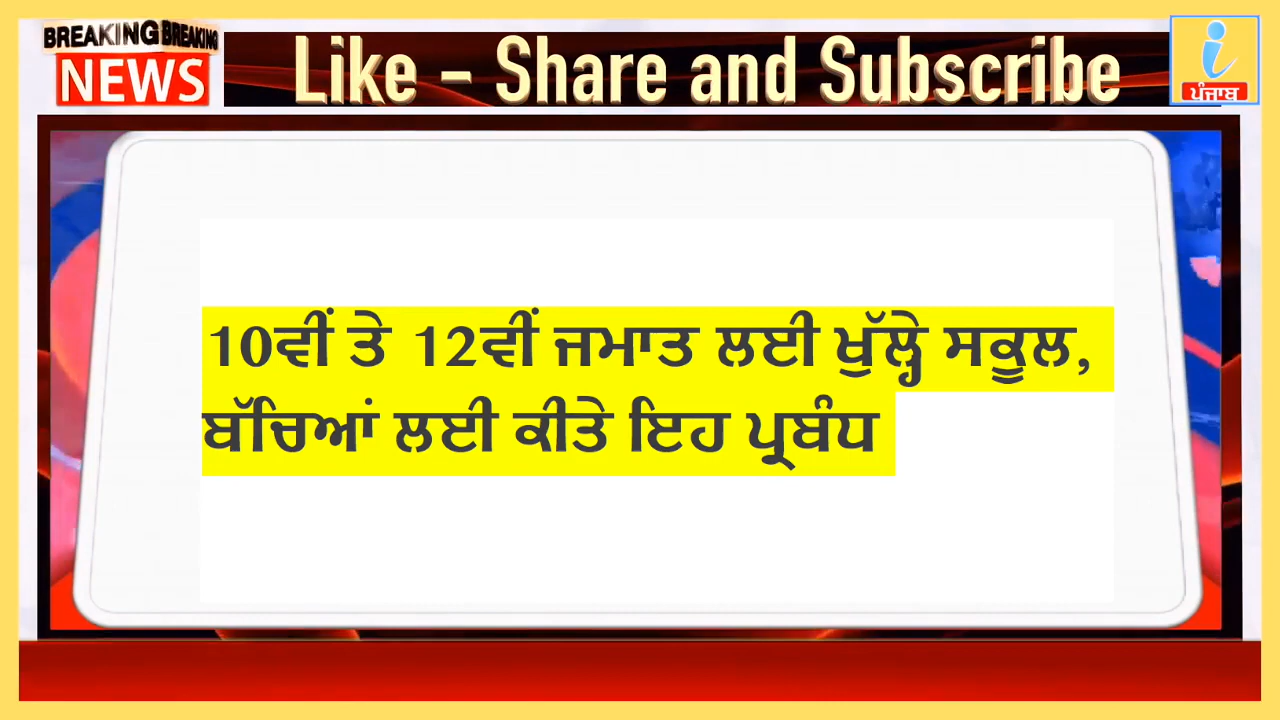 BREAKING BREAKING
NEWS
Like – Share and Subscribe
i
ਪੰਜਾਬ
10ਵੀਂ ਤੇ 12ਵੀਂ ਜਮਾਤ ਲਈ ਖੁੱਲ੍ਹੇ ਸਕੂਲ,
ਬੱਚਿਆਂ ਲਈ ਕੀਤੇ ਇਹ ਪ੍ਰਬੰਧ